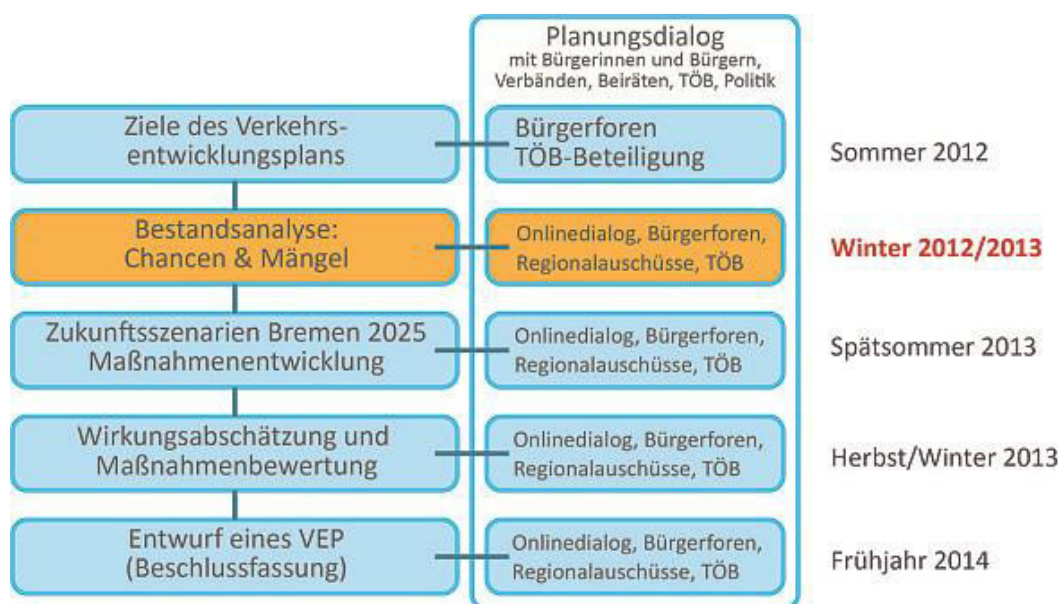 Planungsdialog
mit Bürgerinnen und Bürgern,
Verbänden, Beiräten, TÖB, Politik
Ziele des Verkehrs-
entwicklungsplans
Bürgerforen
TÖB-Beteiligung
Sommer 2012
Bestandsanalyse:
Chancen & Mängel
Onlinedialog, Bürgerforen,
Regionalauschüsse, TÖB
Winter 2012/2013
Zukunftsszenarien Bremen 2025
Maßnahmenentwicklung
Onlinedialog, Bürgerforen,
Regionalauschüsse, TÖB
Spätsommer 2013
Wirkungsabschätzung und
Maßnahmenbewertung
Onlinedialog, Bürgerforen,
Regionalauschüsse, TÖB
Herbst/Winter 2013
Entwurf eines VEP
(Beschlussfassung)
Onlinedialog, Bürgerforen,
Regionalauschüsse, TÖB
Frühjahr 2014